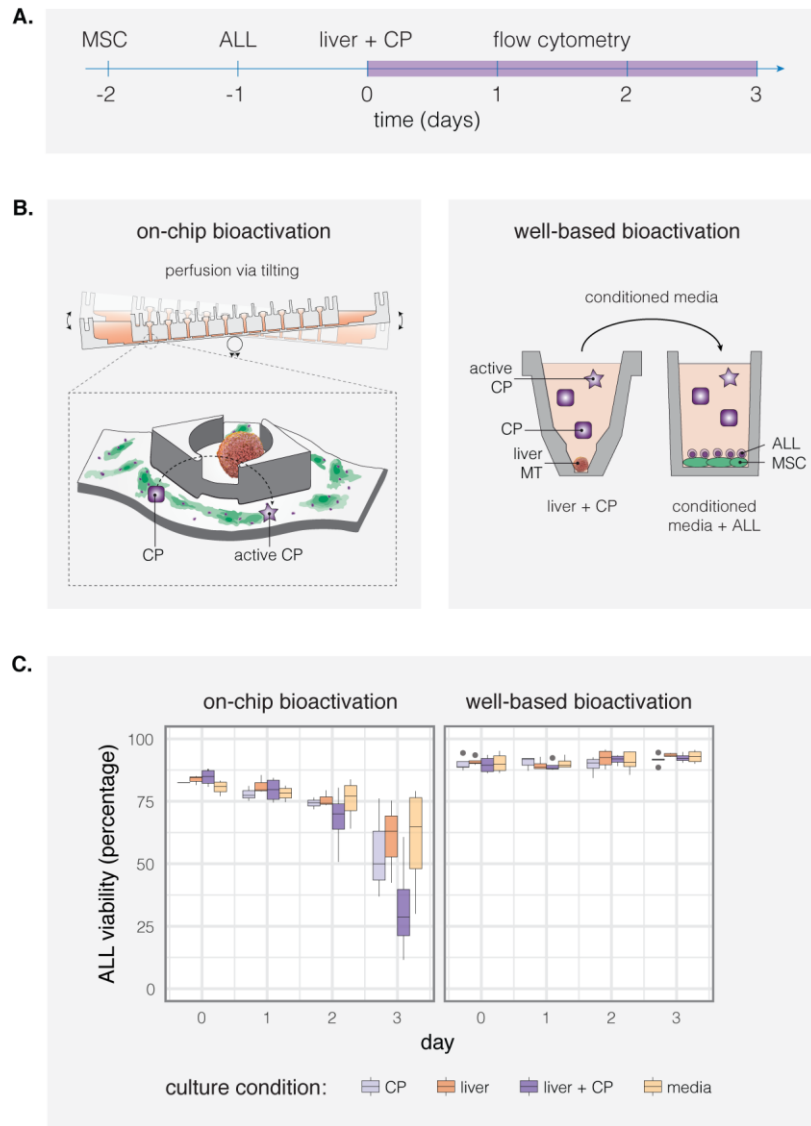 A.
MSC ALL liver + CP flow cytometry
-2 -1 0 1 2 3
time (days)
B.
on-chip bioactivation
perfusion via tilting
CP
active CP
well-based bioactivation
conditioned media
active
CP
CP
liver
MT
ALL
MSC
liver + CP
conditioned
media + ALL
C.
on-chip bioactivation
well-based bioactivation
ALL viability (percentage)
100
75
50
25
0
0 1 2 3
0 1 2 3
day
culture condition: CP liver liver + CP media